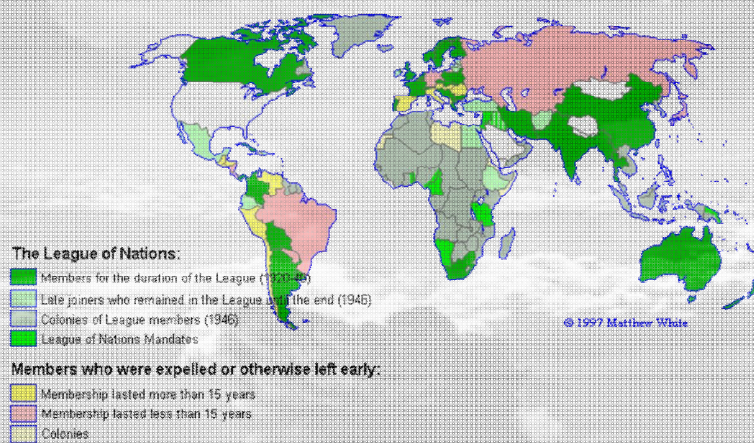 The League of Nations:
Members for the duration of the League (1920-46)
Late joiners who remained in the League until the end (1946)
Colonies of League members (1946)
League of Nations Mandates
© 1997 Matthew White
Members who were expelled or otherwise left early:
Membership lasted more than 15 years
Membership lasted less than 15 years
Colonies